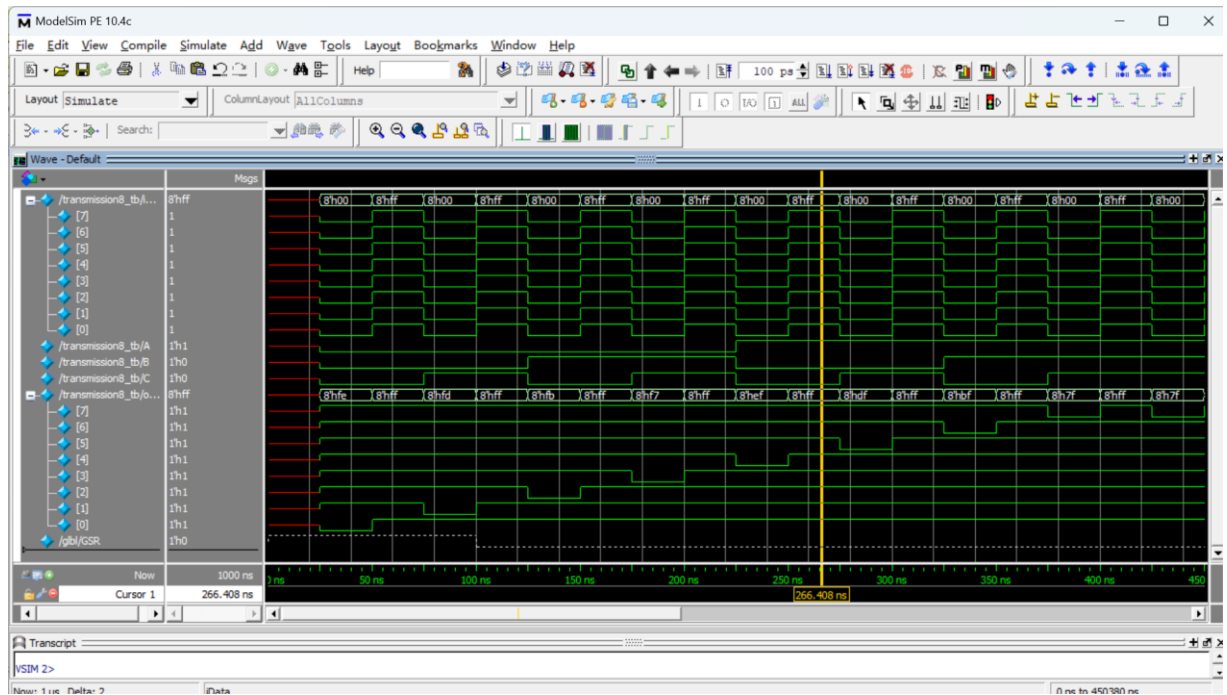 ModelSim PE 10.4c
File Edit View Compile Simulate Add Wave Tools Layout Bookmarks Window Help
Help 100 ps ALL
Layout Simulate ColumnLayout AllColumns
Search:
Wave - Default
Msgs
/transmission8_tb/i... 8'hff 8'h00 8'hff 8'h00 8'hff 8'h00 8'hff 8'h00 8'hff 8'h00 8'hff 8'h00 8'hff 8'h00 8'hff 8'h00 8'hff 8'h00
[7] 1
[6] 1
[5] 1
[4] 1
[3] 1
[2] 1
[1] 1
[0] 1
/transmission8_tb/A 1'h1
/transmission8_tb/B 1'h0
/transmission8_tb/C 1'h0
/transmission8_tb/o... 8'hff 8'hfe 8'hff 8'hfd 8'hff 8'hfb 8'hff 8'hf7 8'hff 8'hef 8'hff 8'hdf 8'hff 8'hbf 8'hff 8'h7f 8'hff 8'h7f
[7] 1'h1
[6] 1'h1
[5] 1'h1
[4] 1'h1
[3] 1'h1
[2] 1'h1
[1] 1'h1
[0] 1'h1
/glbl/GSR 1'h0
Now 1000 ns ns 50 ns 100 ns 150 ns 200 ns 250 ns 300 ns 350 ns 400 ns 450
Cursor 1 266.408 ns 266.408 ns
Transcript
VSIM 2>
Now: 1 us Delta: 2 iData 0 ps to 450380 ps